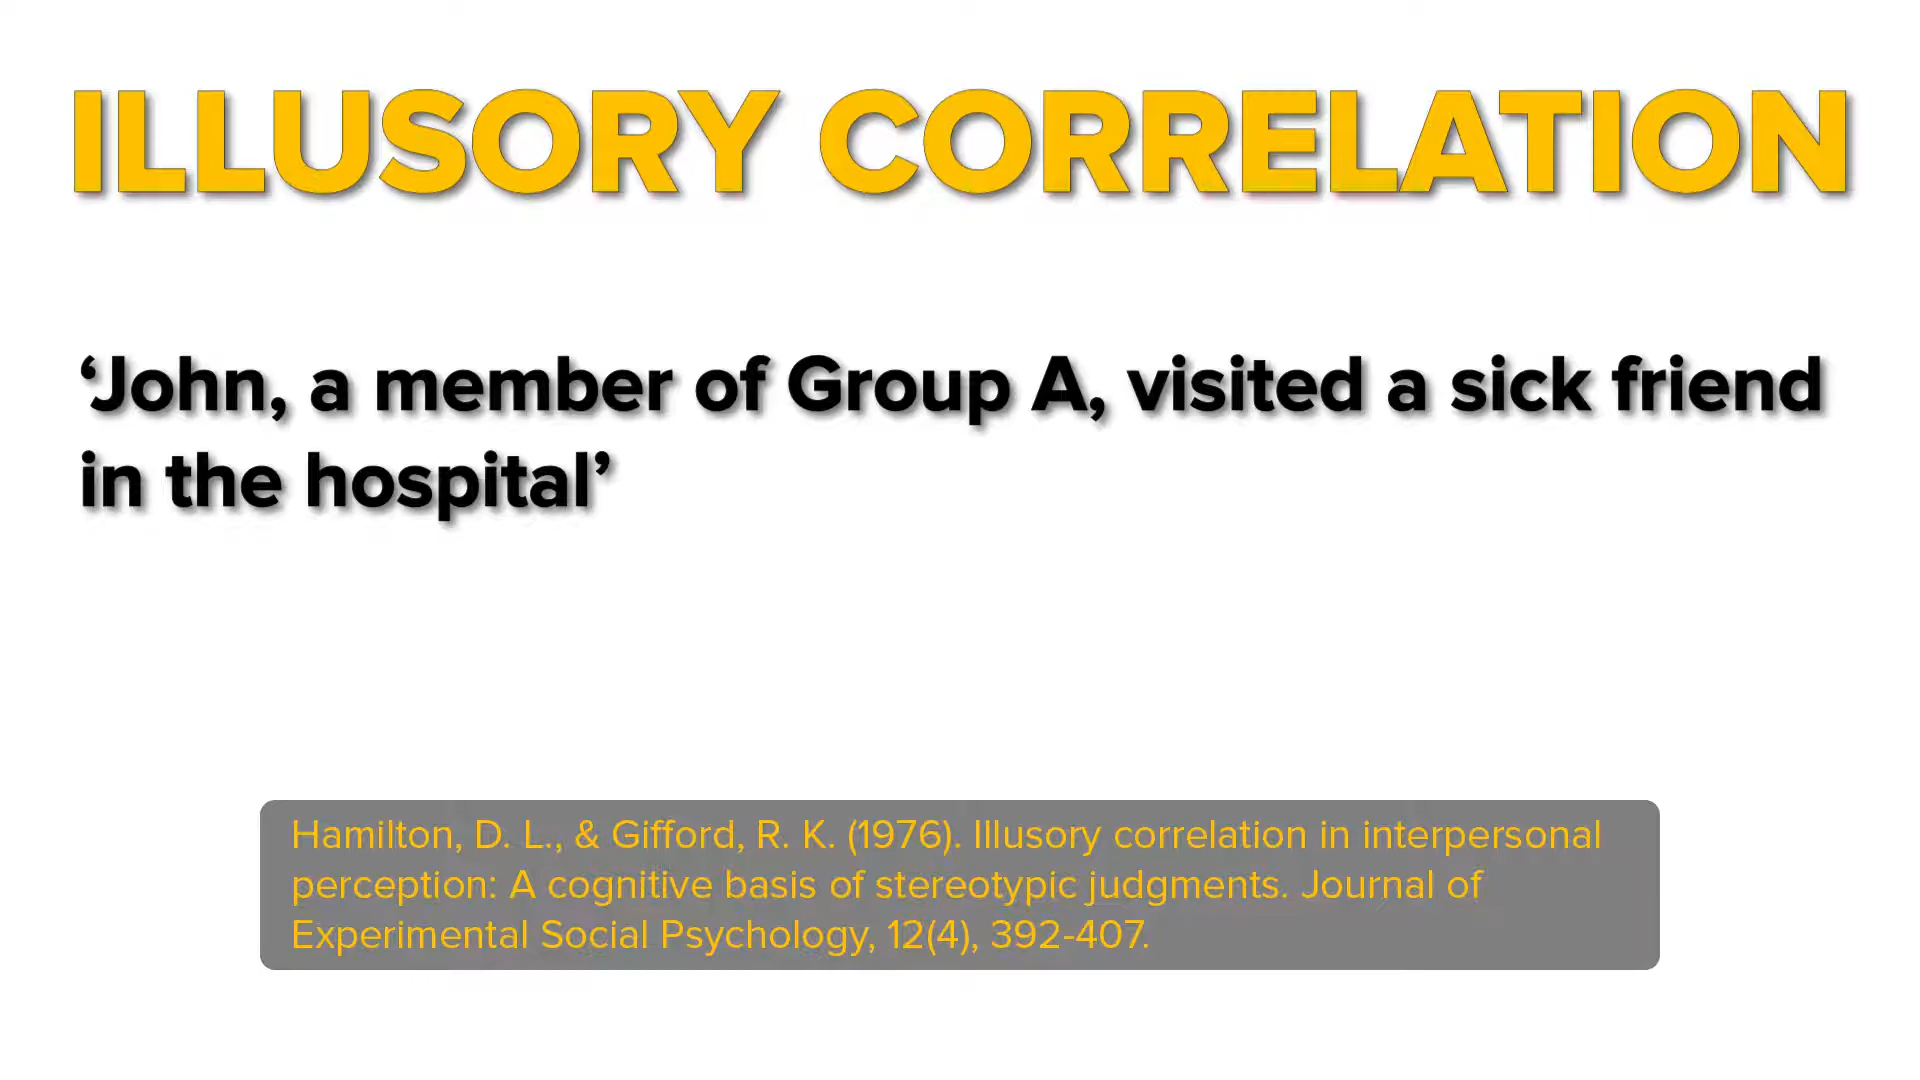 ILLUSORY CORRELATION
‘John, a member of Group A, visited a sick friend
in the hospital’
Hamilton, D. L., & Gifford, R. K. (1976). Illusory correlation in interpersonal
perception: A cognitive basis of stereotypic judgments. Journal of
Experimental Social Psychology, 12(4), 392-407.